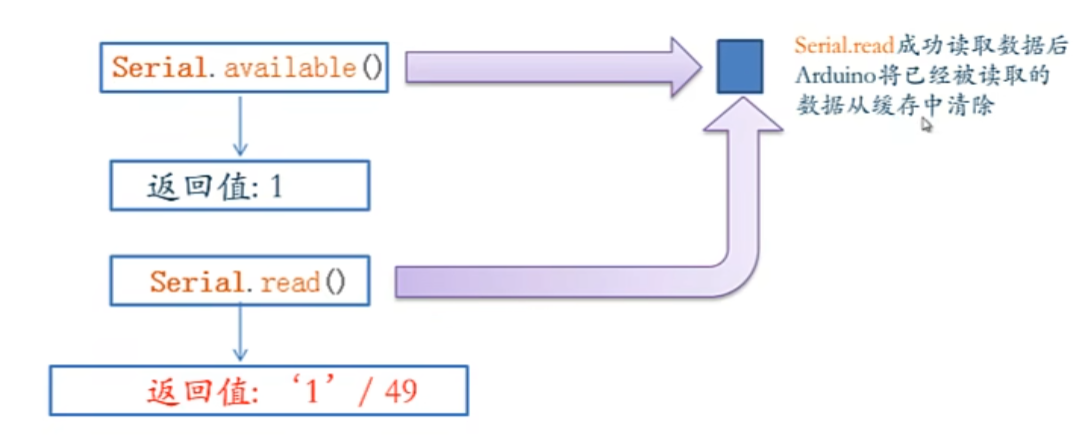 Serial.available()
Serial.read成功读取数据后
Arduino将已经被读取的
数据从缓存中清除
返回值: 1
Serial.read()
返回值: ‘1’ / 49